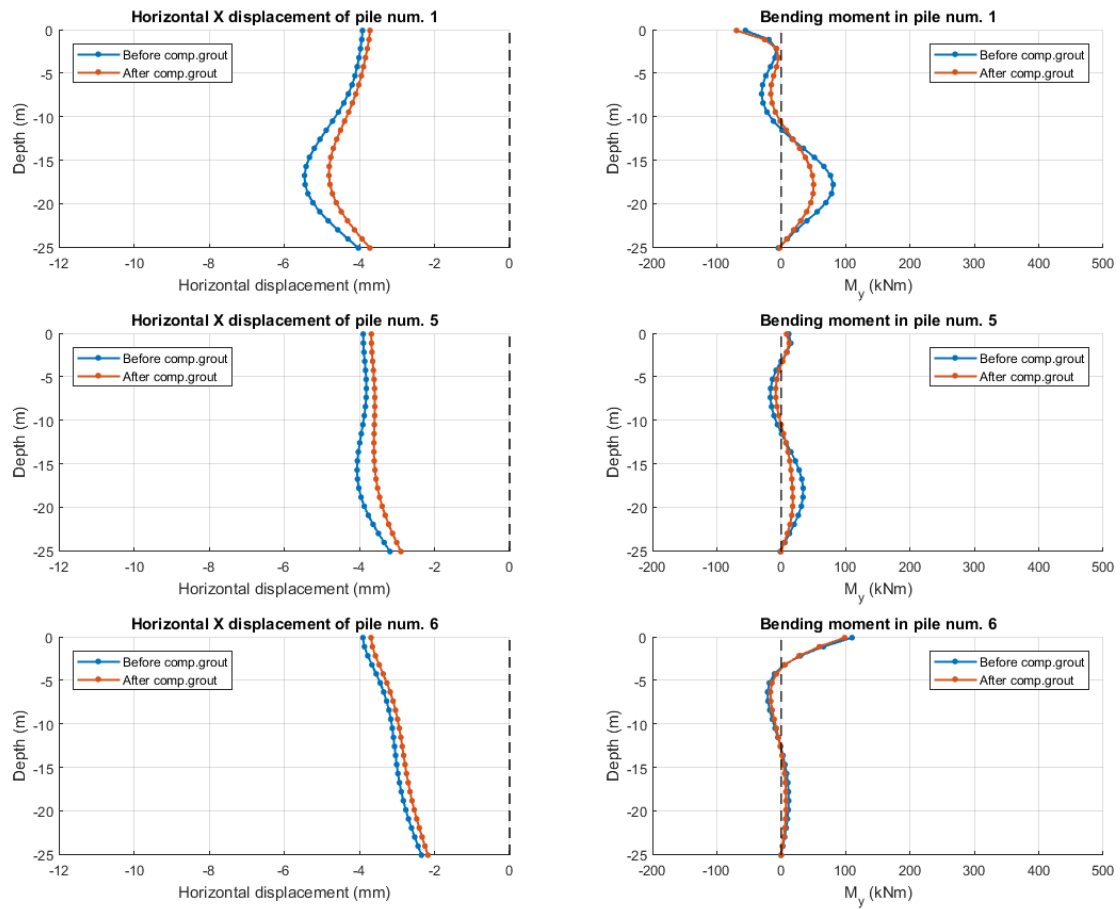 Horizontal X displacement of pile num. 1
0
-5
-10
-15
-20
-25
Depth (m)
Before comp.grout
After comp.grout
-12
-10
-8
-6
-4
-2
0
Horizontal displacement (mm)
Bending moment in pile num. 1
0
-5
-10
-15
-20
-25
Depth (m)
Before comp.grout
After comp.grout
-200
-100
0
100
200
300
400
500
M_y (kNm)
Horizontal X displacement of pile num. 5
0
-5
-10
-15
-20
-25
Depth (m)
Before comp.grout
After comp.grout
-12
-10
-8
-6
-4
-2
0
Horizontal displacement (mm)
Bending moment in pile num. 5
0
-5
-10
-15
-20
-25
Depth (m)
Before comp.grout
After comp.grout
-200
-100
0
100
200
300
400
500
M_y (kNm)
Horizontal X displacement of pile num. 6
0
-5
-10
-15
-20
-25
Depth (m)
Before comp.grout
After comp.grout
-12
-10
-8
-6
-4
-2
0
Horizontal displacement (mm)
Bending moment in pile num. 6
0
-5
-10
-15
-20
-25
Depth (m)
Before comp.grout
After comp.grout
-200
-100
0
100
200
300
400
500
M_y (kNm)